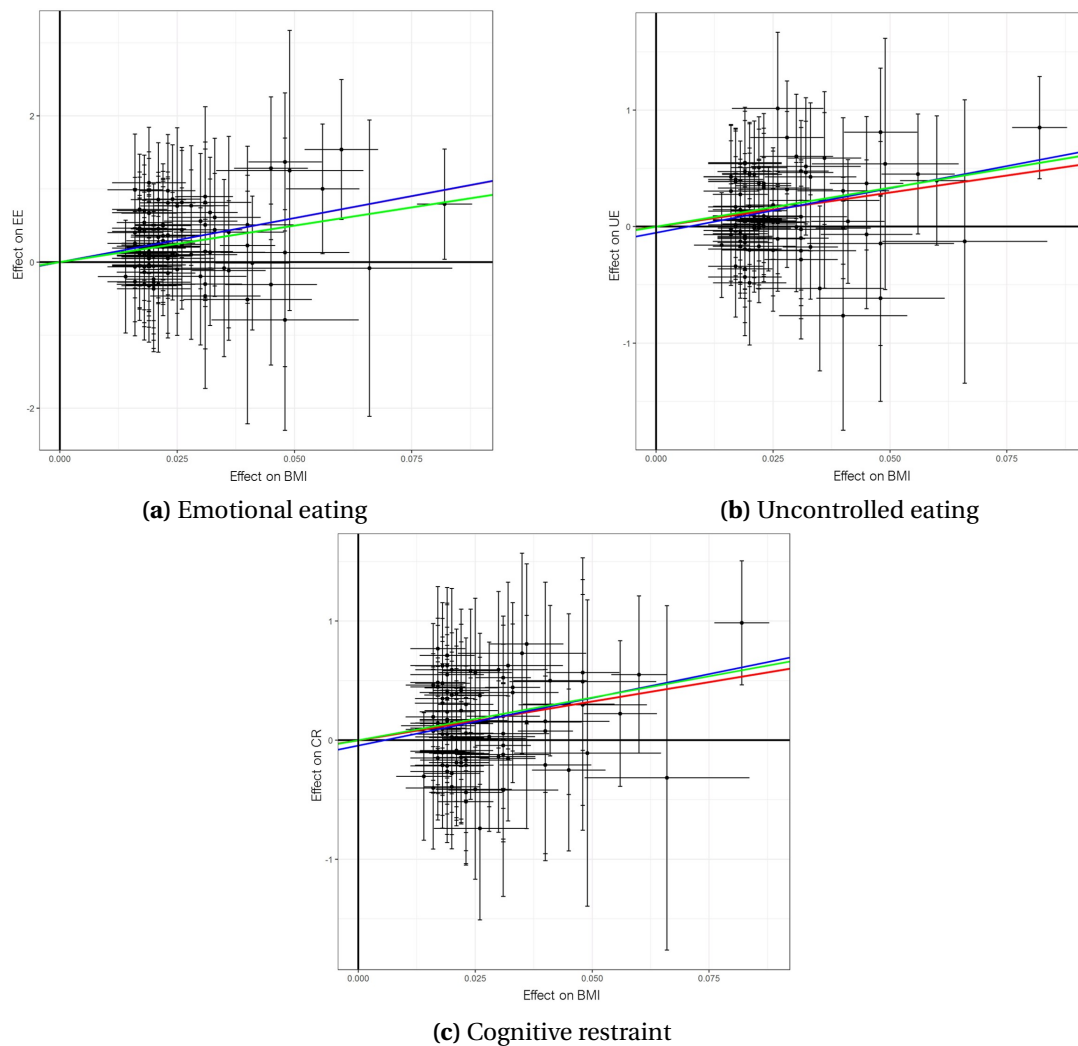 2
0
-2
Effect on EE
0.000 0.025 0.050 0.075
Effect on BMI
(a) Emotional eating
1
0
-1
Effect on UE
0.000 0.025 0.050 0.075
Effect on BMI
(b) Uncontrolled eating
1
0
-1
Effect on CR
0.000 0.025 0.050 0.075
Effect on BMI
(c) Cognitive restraint